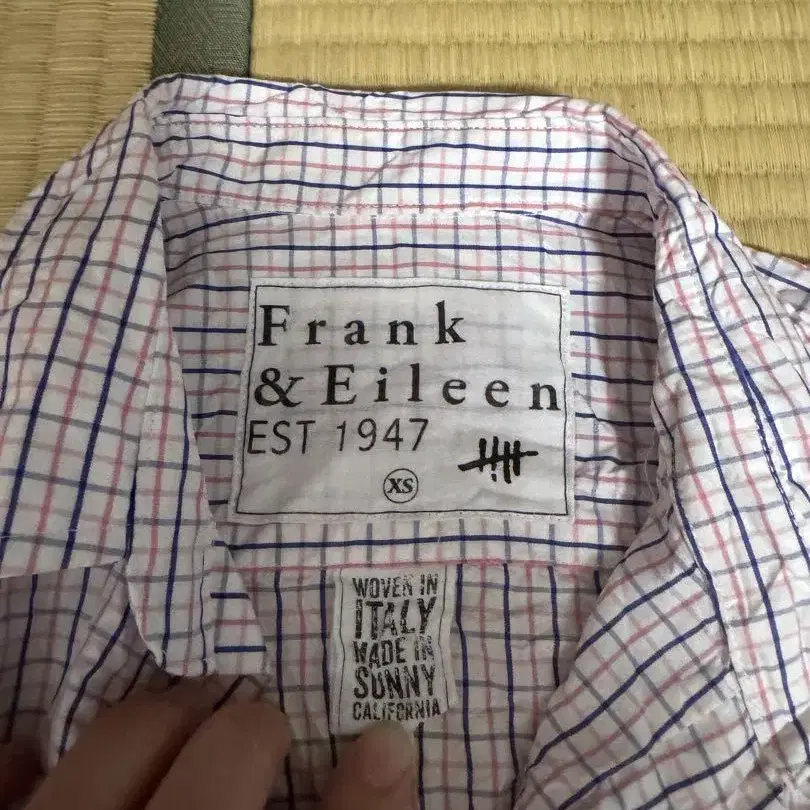 Frank
& Eileen
EST 1947
XS
WOVEN IN
ITALY
MADE IN
SUNNY
CALIFORNIA